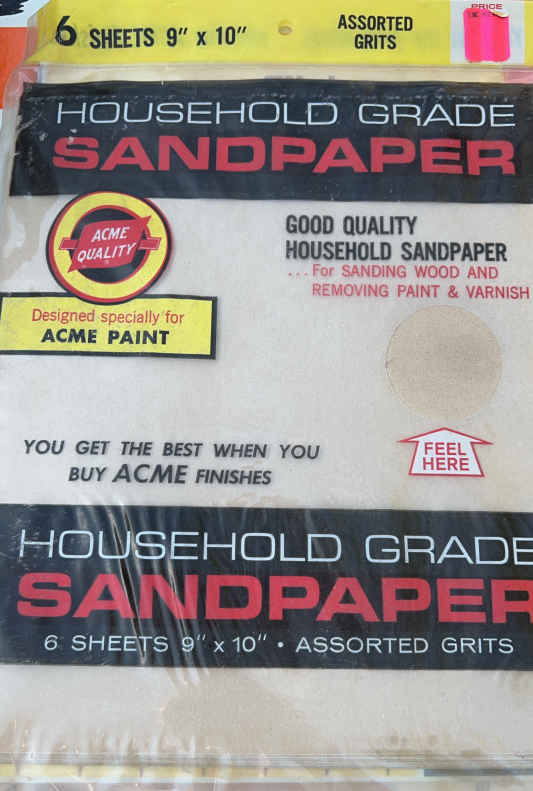 6 SHEETS 9" x 10"
ASSORTED
GRITS
PRICE
HOUSEHOLD GRADE
SANDPAPER
ACME
QUALITY
Designed specially for
ACME PAINT
GOOD QUALITY
HOUSEHOLD SANDPAPER
...For SANDING WOOD AND
REMOVING PAINT & VARNISH
FEEL
HERE
YOU GET THE BEST WHEN YOU
BUY ACME FINISHES
HOUSEHOLD GRADE
SANDPAPER
6 SHEETS 9" x 10" • ASSORTED GRITS